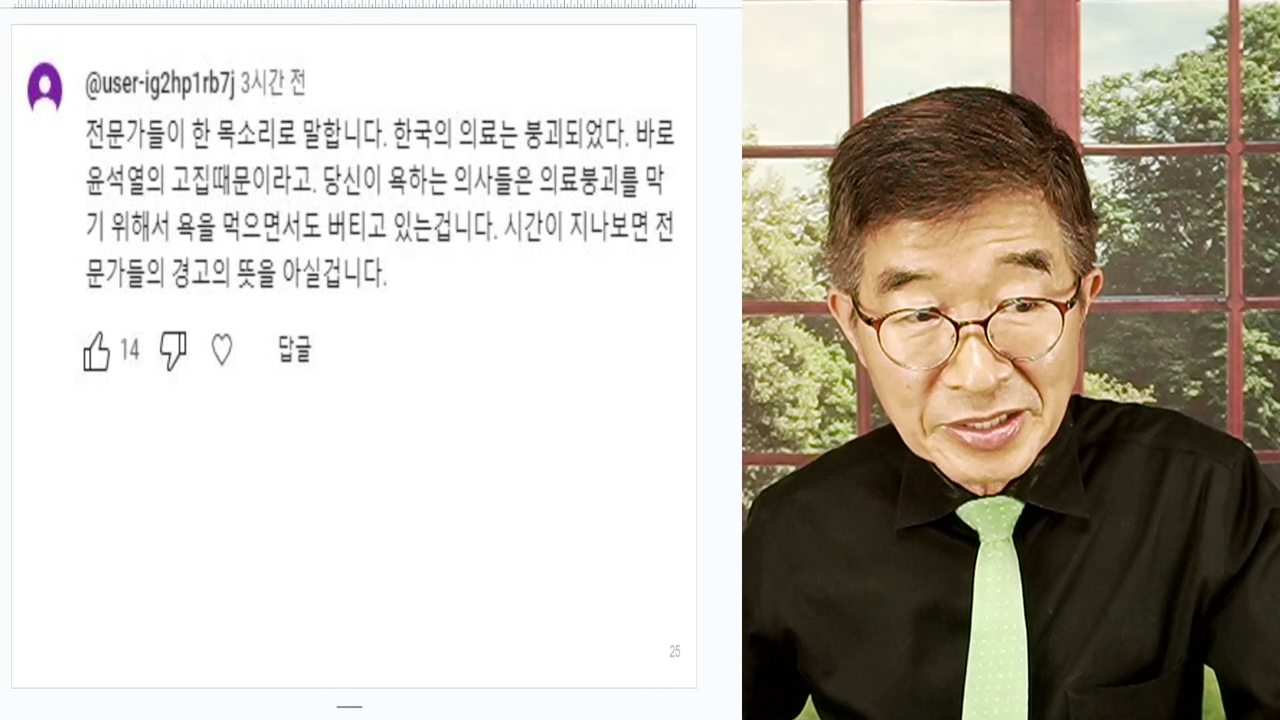 @user-ig2hp1rb7j 3시간 전
전문가들이 한 목소리로 말합니다. 한국의 의료는 붕괴되었다. 바로
윤석열의 고집때문이라고. 당신이 욕하는 의사들은 의료붕괴를 막
기 위해서 욕을 먹으면서도 버티고 있는겁니다. 시간이 지나보면 전
문가들의 경고의 뜻을 아실겁니다.
14 답글
25